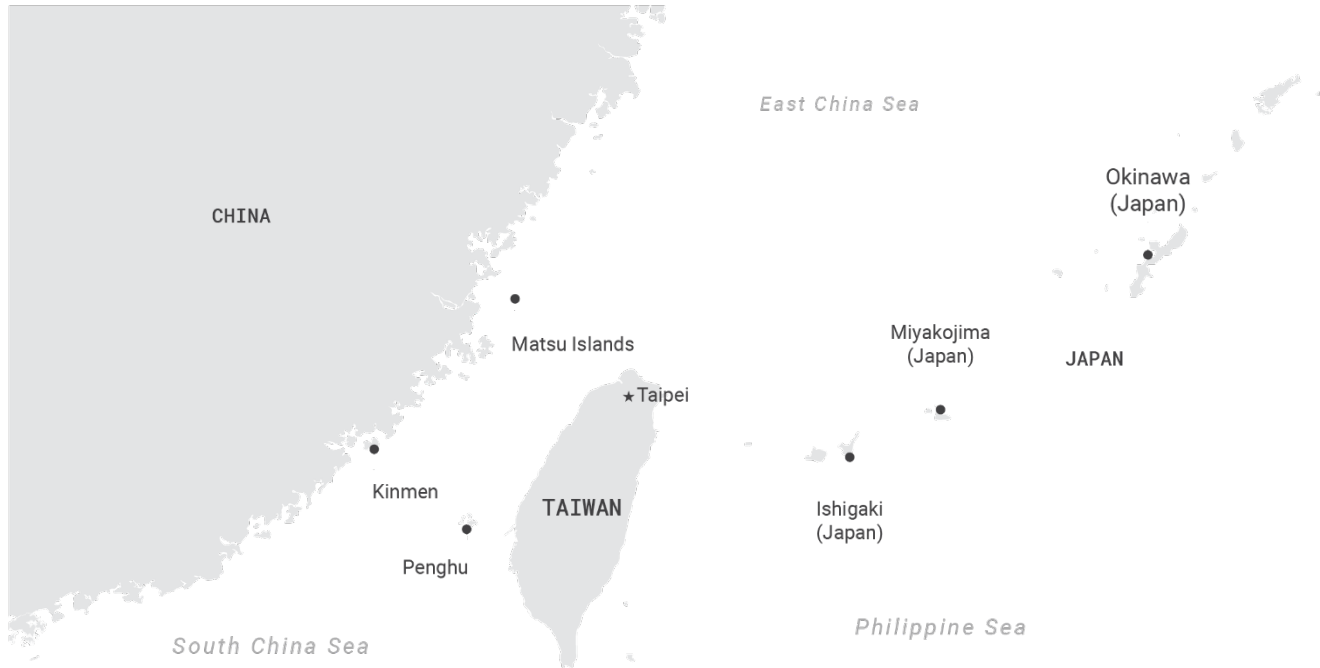 East China Sea
Okinawa
(Japan)
CHINA
Matsu Islands
Miyakojima
(Japan)
JAPAN
Taipei
Kinmen
TAIWAN
Ishigaki
(Japan)
Penghu
Philippine Sea
South China Sea